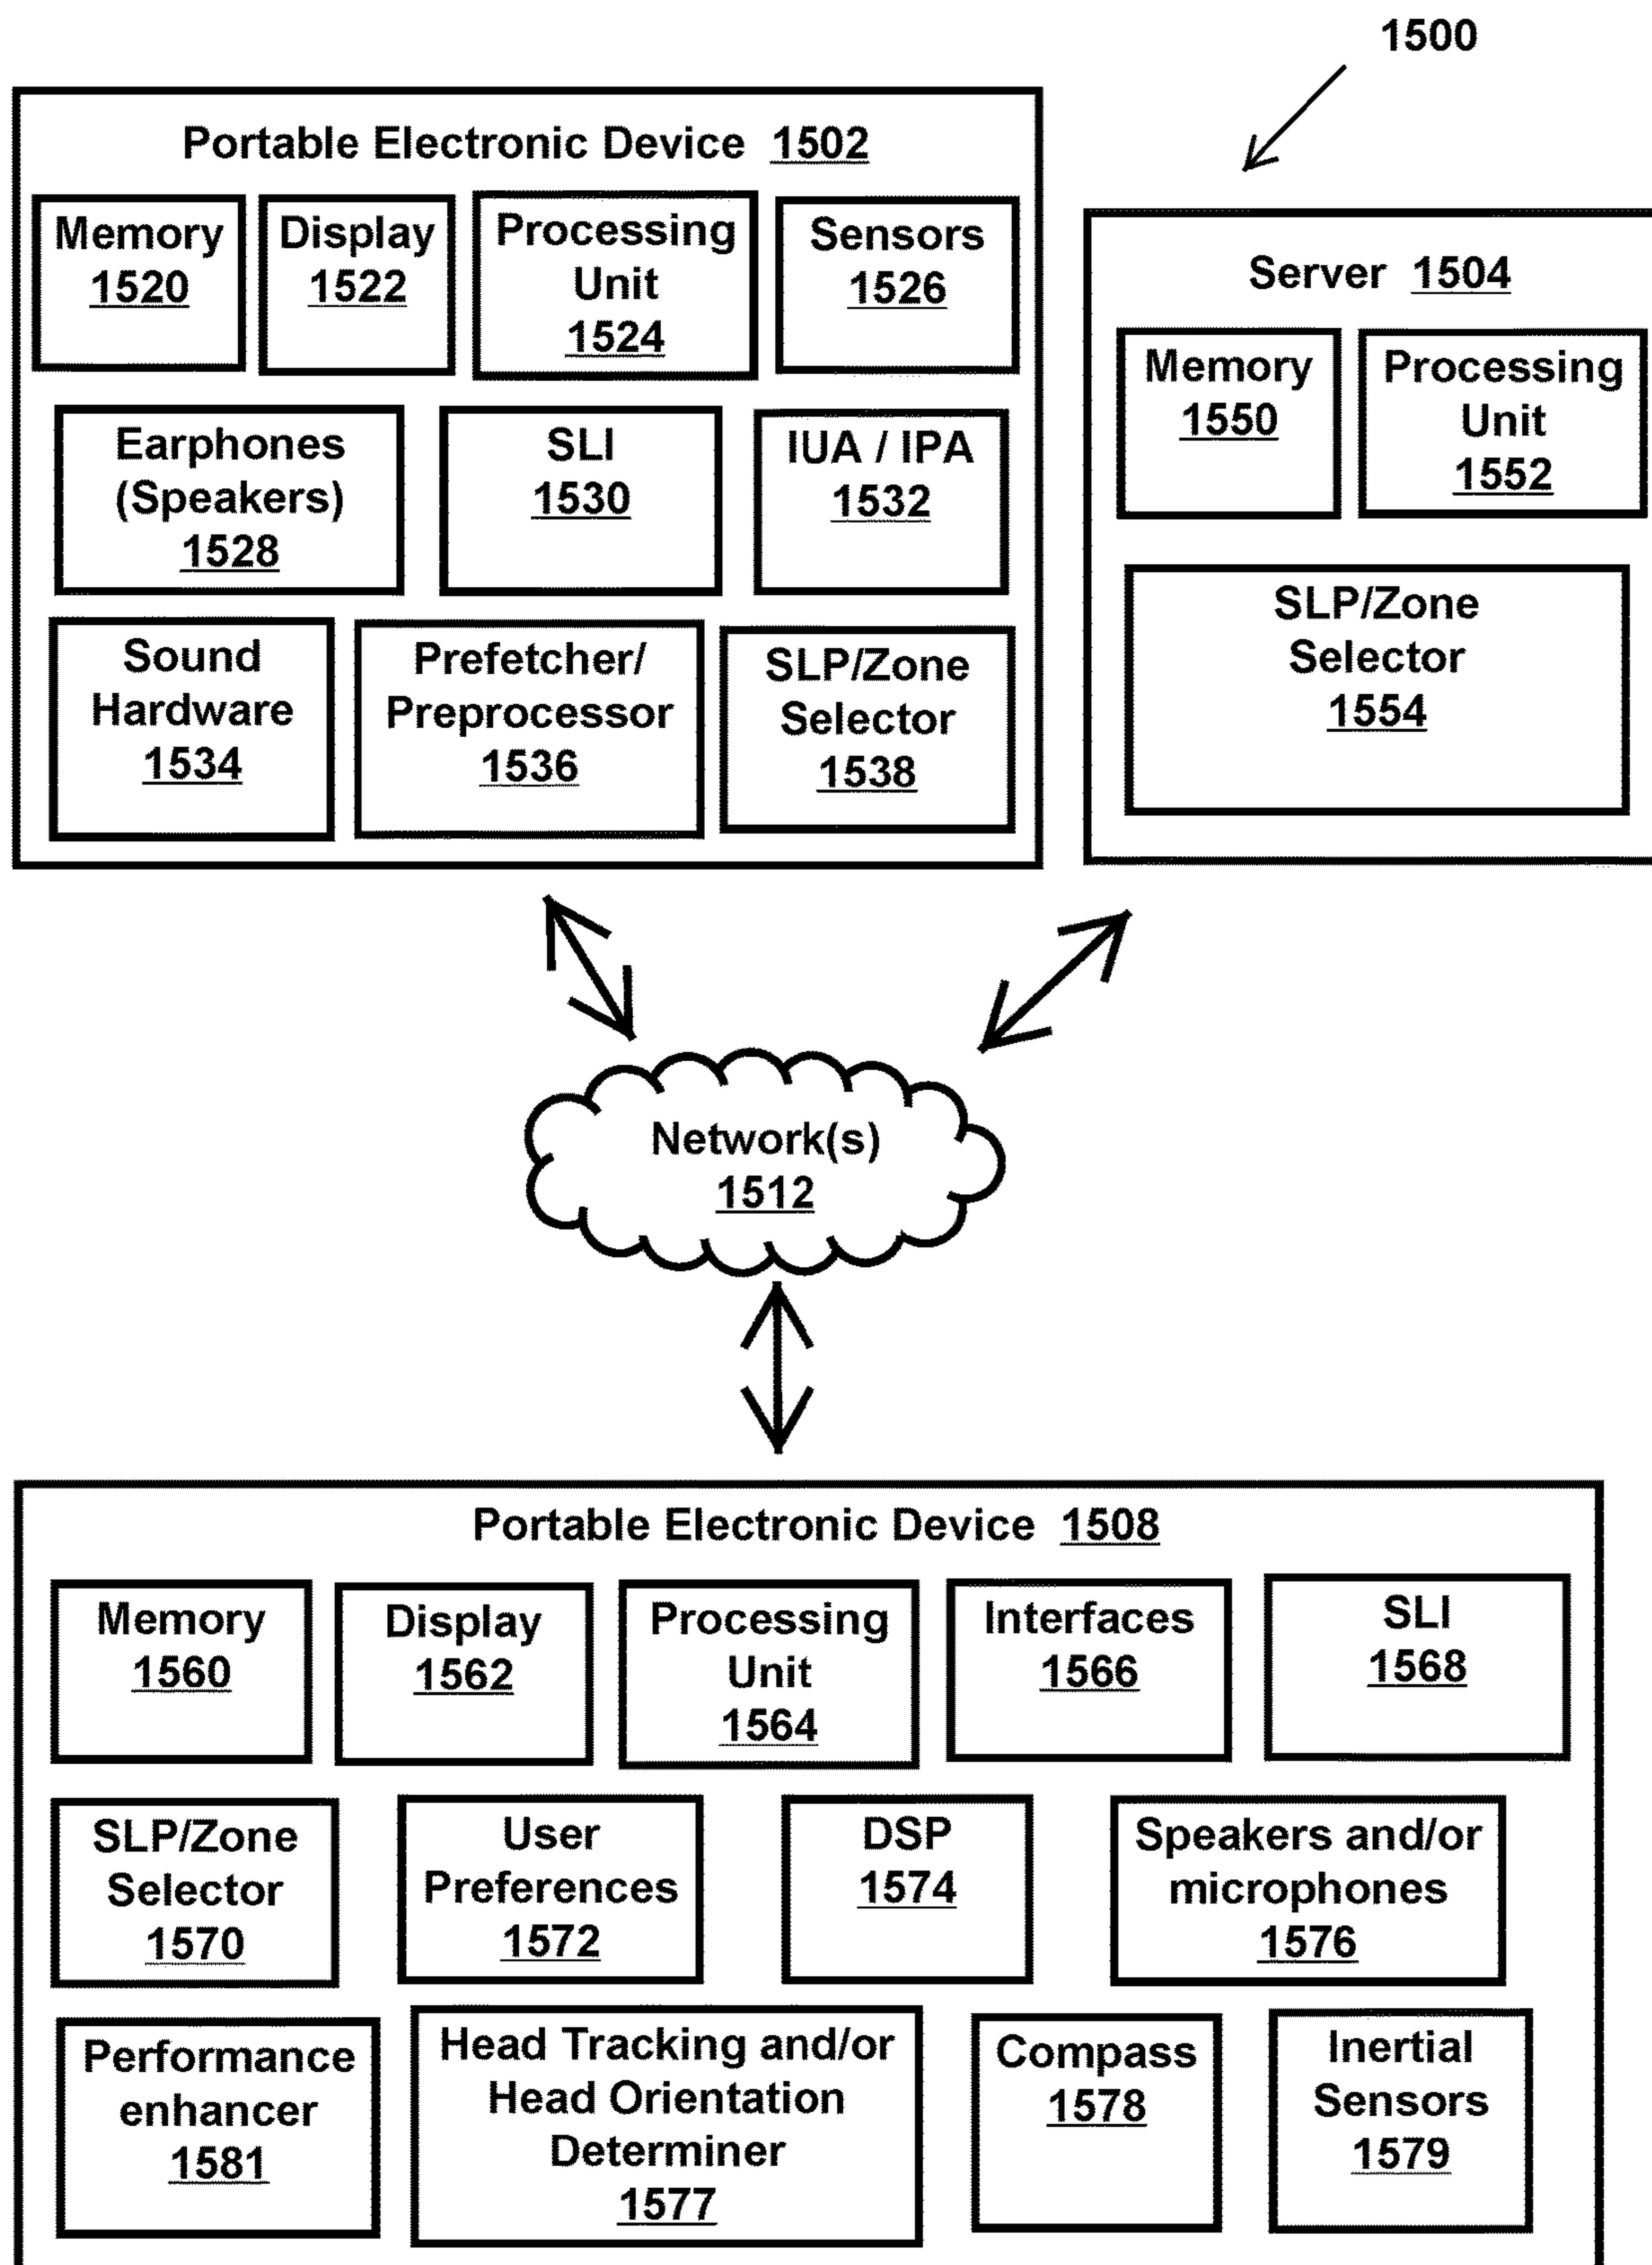 1500
Portable Electronic Device 1502
Memory
1520
Display
1522
Processing
Unit
1524
Sensors
1526
Earphones
(Speakers)
1528
SLI
1530
IUA / IPA
1532
Sound
Hardware
1534
Prefetcher/
Preprocessor
1536
SLP/Zone
Selector
1538
Server 1504
Memory
1550
Processing
Unit
1552
SLP/Zone
Selector
1554
Network(s)
1512
Portable Electronic Device 1508
Memory
1560
Display
1562
Processing
Unit
1564
Interfaces
1566
SLI
1568
SLP/Zone
Selector
1570
User
Preferences
1572
DSP
1574
Speakers and/or
microphones
1576
Performance
enhancer
1581
Head Tracking and/or
Head Orientation
Determiner
1577
Compass
1578
Inertial
Sensors
1579